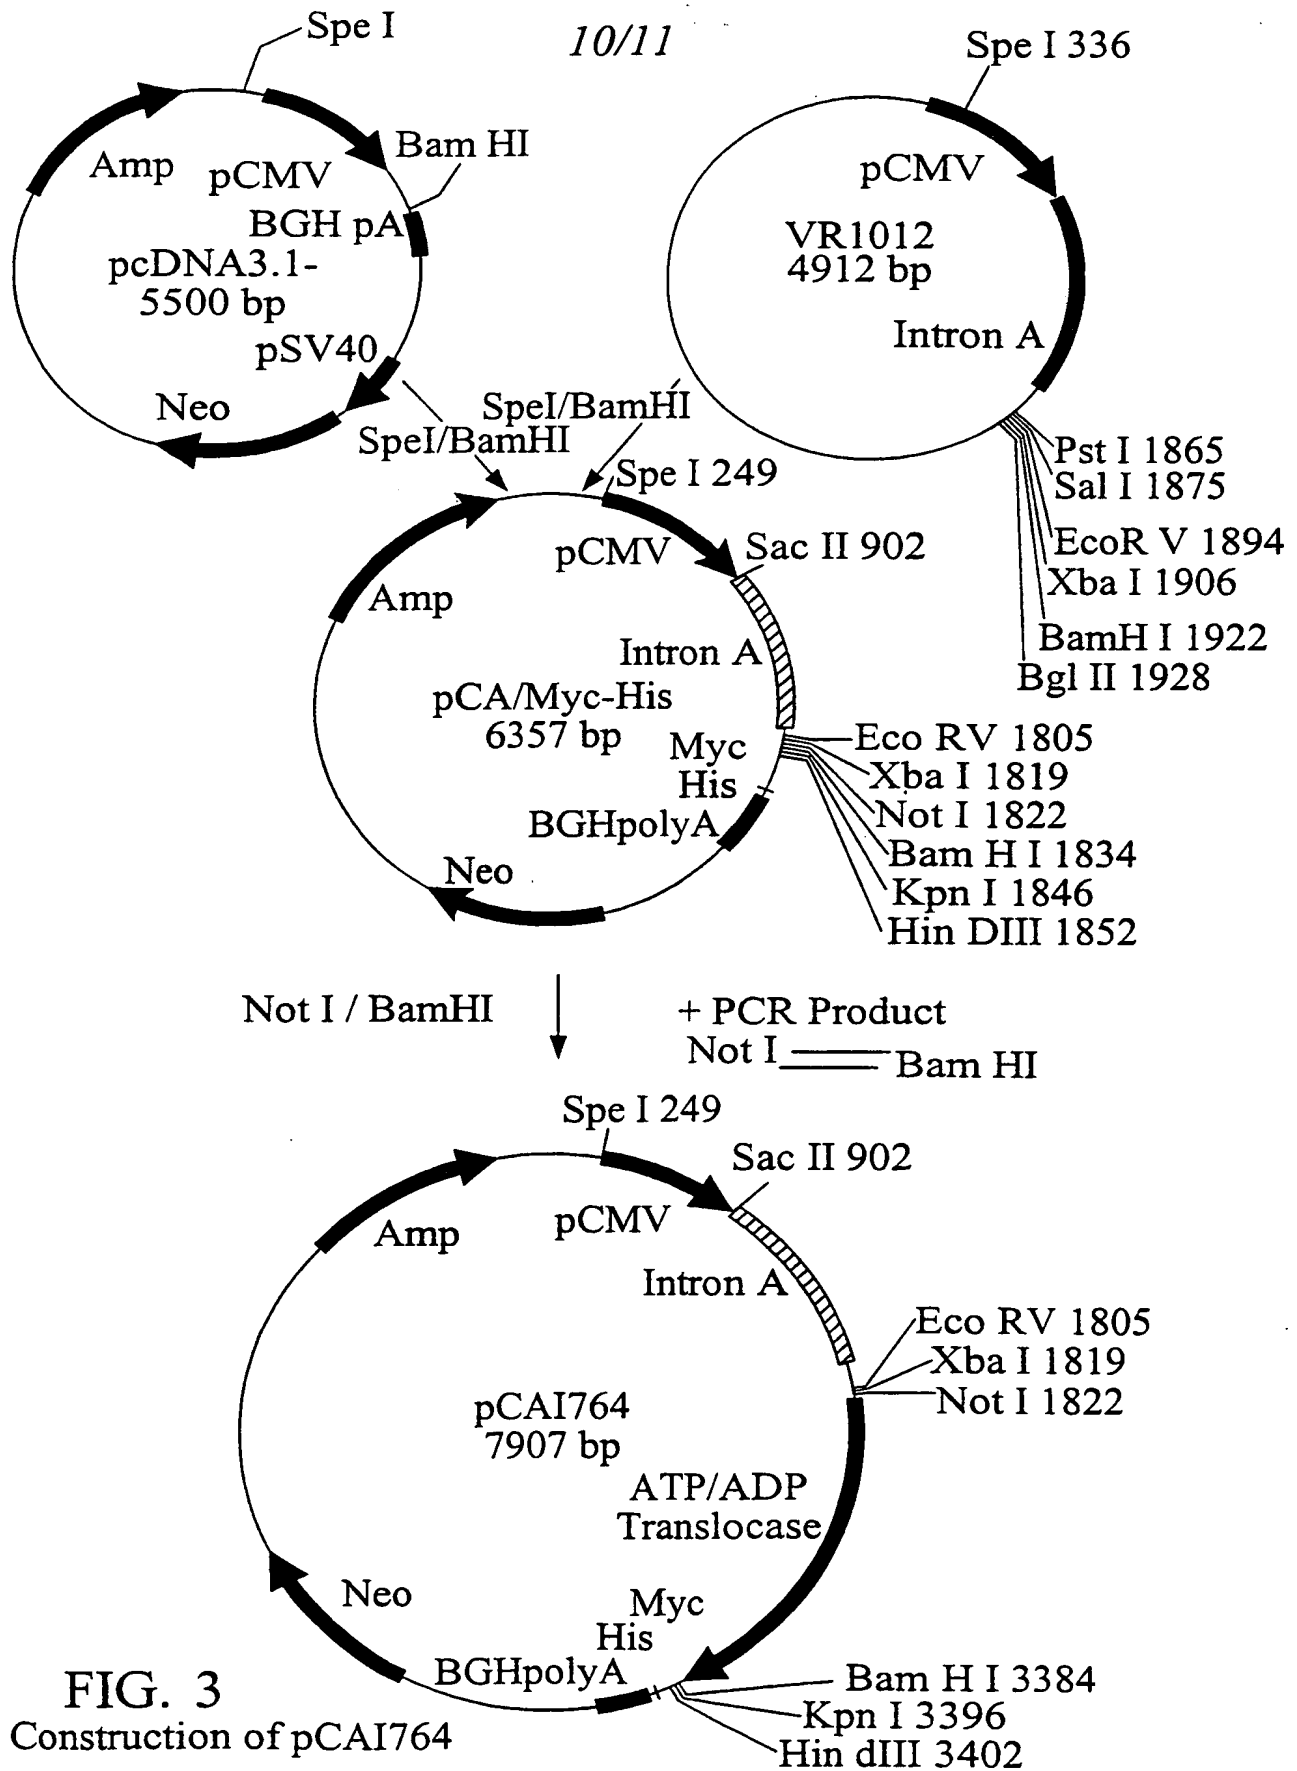 10/11
Spe I
Amp
pCMV
Bam HI
BGH pA
pcDNA3.1-
5500 bp
pSV40
Neo
SpeI/BamHI
Spe I 336
pCMV
VR1012
4912 bp
Intron A
SpeI/BamHI
Pst I 1865
Sal I 1875
EcoR V 1894
Xba I 1906
BamH I 1922
Bgl II 1928
Spe I 249
pCMV
Sac II 902
Amp
Intron A
pCA/Myc-His
6357 bp
Myc
His
BGHpolyA
Neo
Eco RV 1805
Xba I 1819
Not I 1822
Bam H I 1834
Kpn I 1846
Hin DIII 1852
Not I / BamHI
+ PCR Product
Not I
Bam HI
Spe I 249
Sac II 902
Amp
pCMV
Intron A
Eco RV 1805
Xba I 1819
Not I 1822
pCAI764
7907 bp
ATP/ADP
Translocase
Neo
Myc
His
BGHpolyA
Bam H I 3384
Kpn I 3396
Hin dIII 3402
FIG. 3
Construction of pCAI764